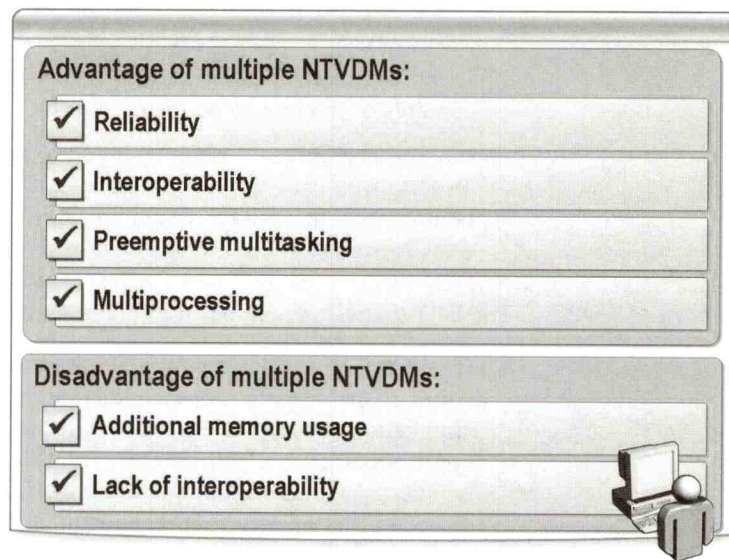 Advantage of multiple NTVDMs:
Reliability
Interoperability
Preemptive multitasking
Multiprocessing
Disadvantage of multiple NTVDMs:
Additional memory usage
Lack of interoperability